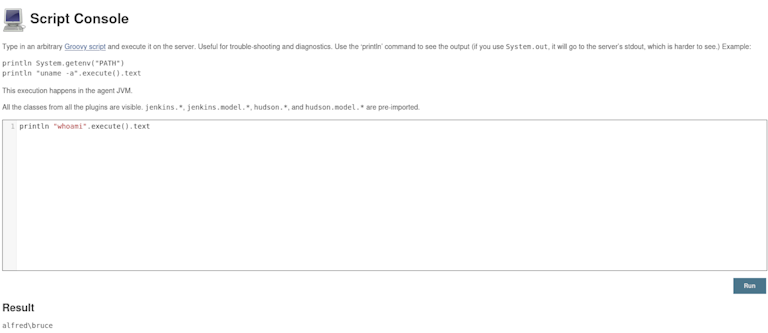 Script Console
Type in an arbitrary Groovy script and execute it on the server. Useful for trouble-shooting and diagnostics. Use the 'println' command to see the output (if you use System.out, it will go to the server's stdout, which is harder to see.) Example:
println System.getenv("PATH")
println "uname -a".execute().text
This execution happens in the agent JVM.
All the classes from all the plugins are visible. jenkins.*, jenkins.model.*, hudson.*, and hudson.model.* are pre-imported.
1 println "whoami".execute().text
Run
Result
alfred\bruce